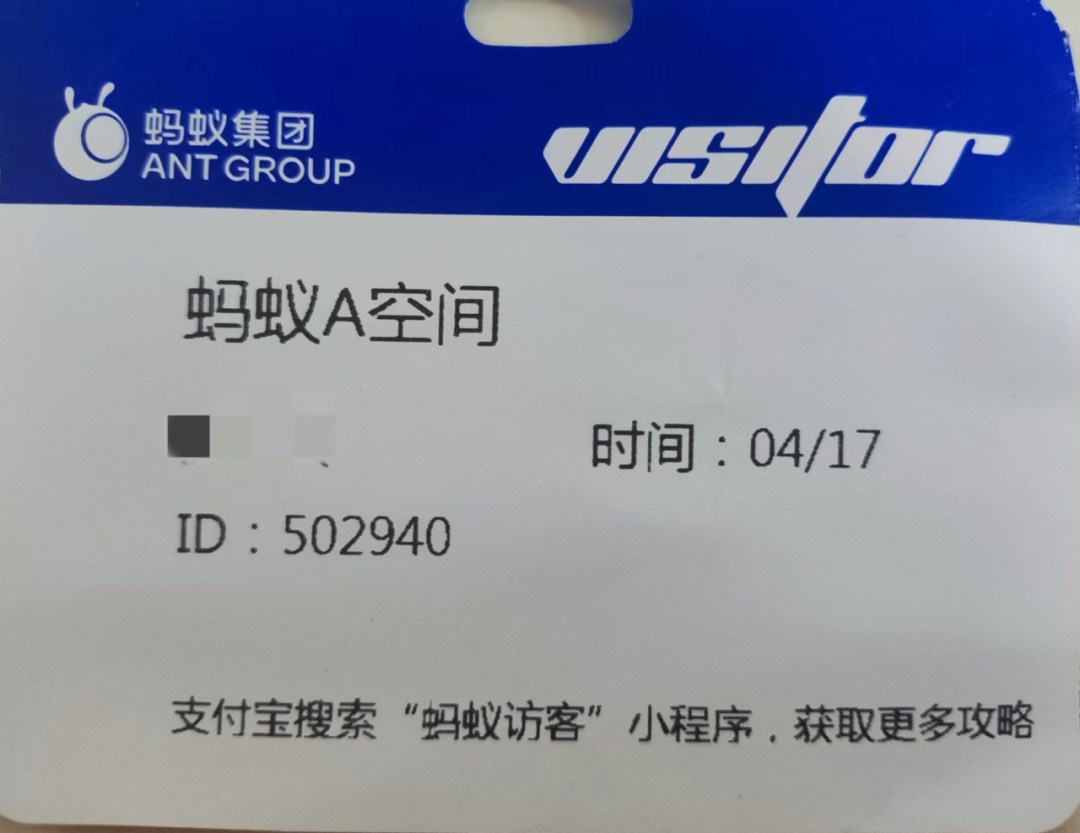 蚂蚁集团
ANT GROUP
visitor
蚂蚁A空间
时间：04/17
ID：502940
支付宝搜索“蚂蚁访客”小程序，获取更多攻略